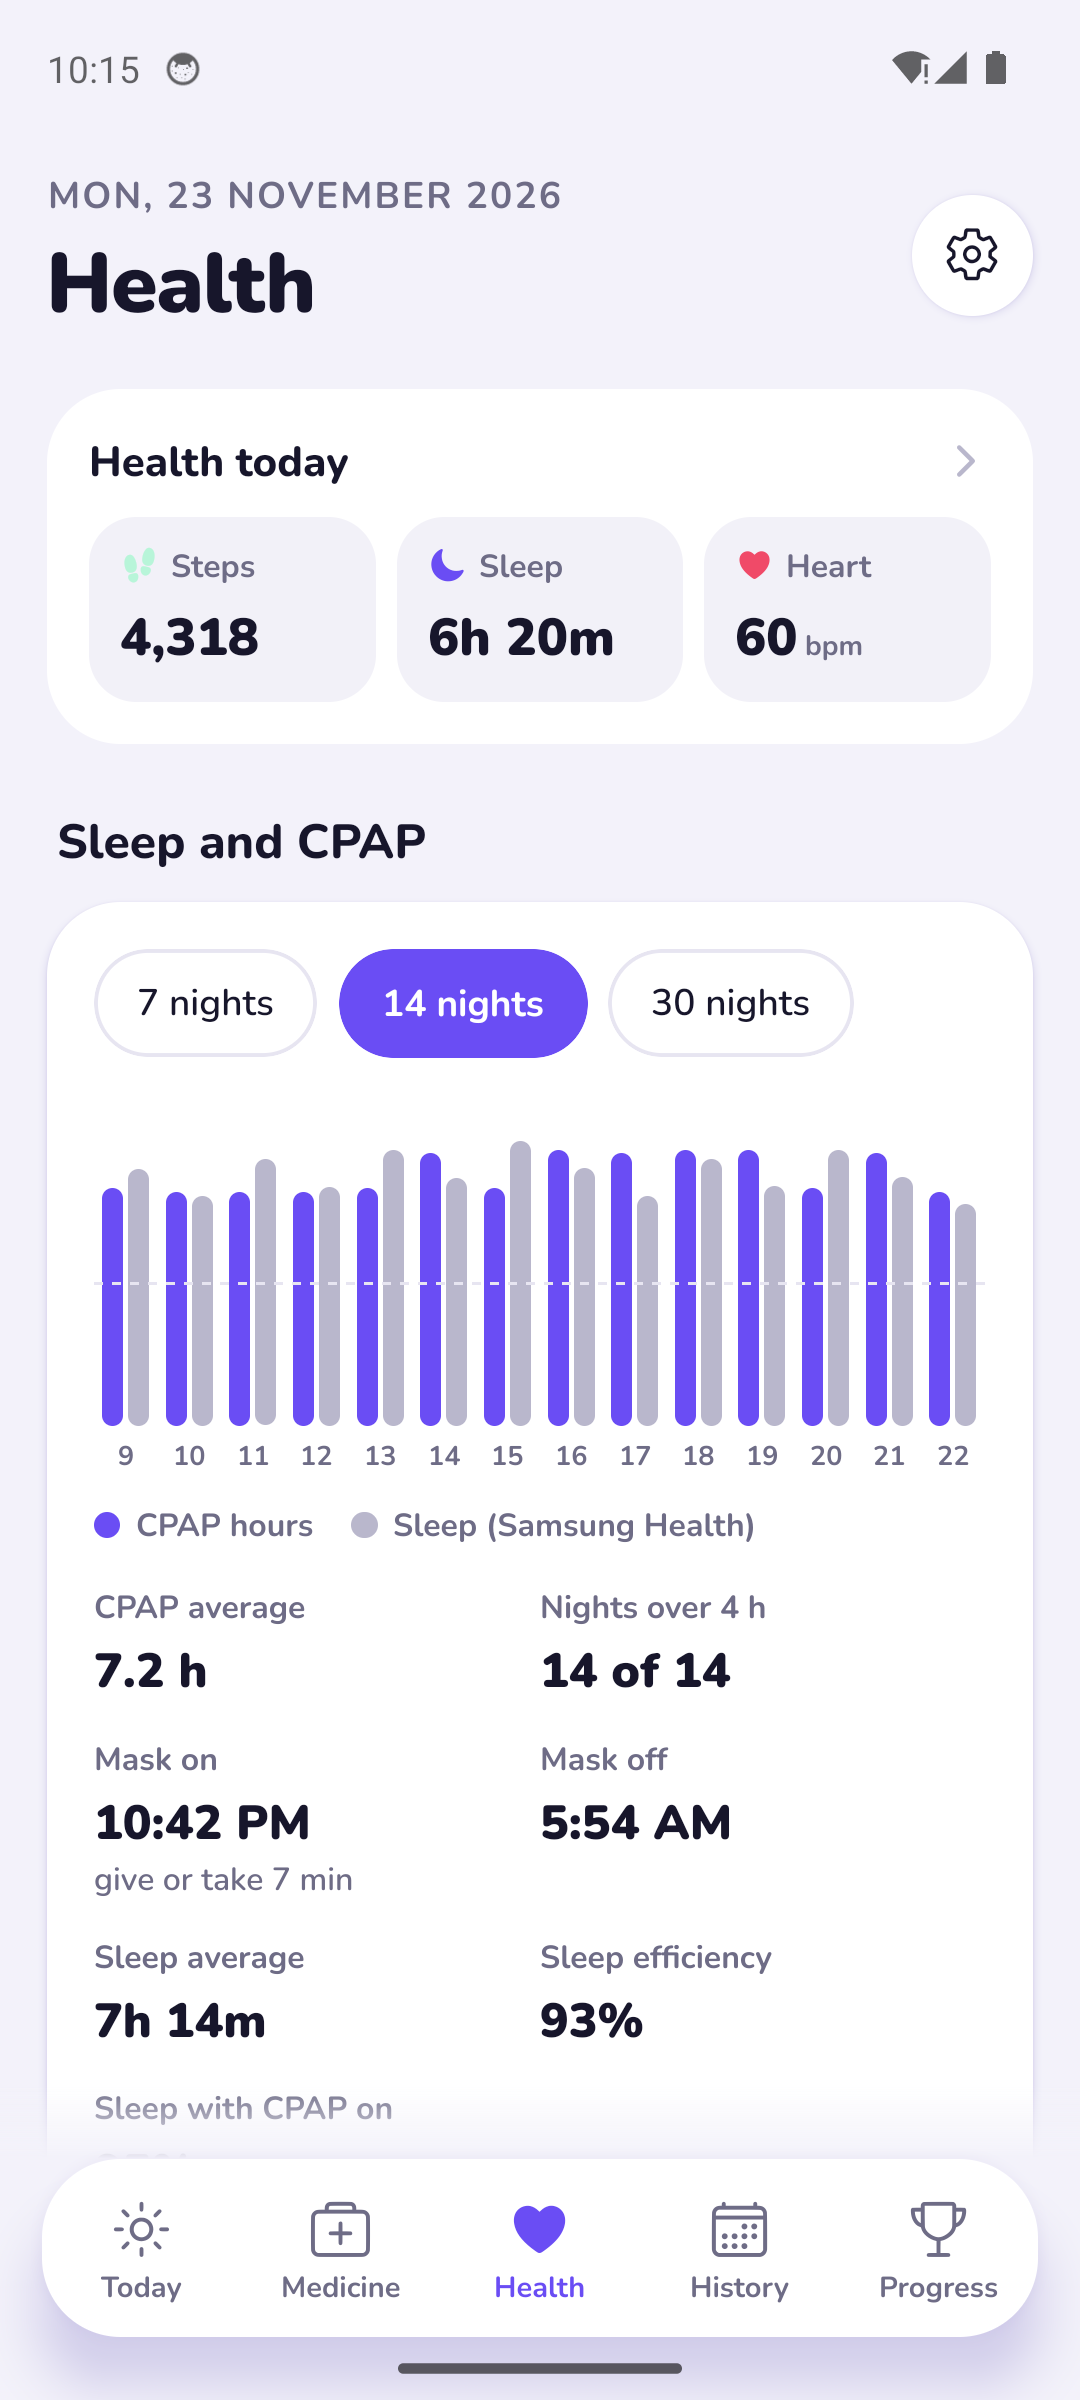 10:15
MON, 23 NOVEMBER 2026
Health
Health today
Steps
4,318
Sleep
6h 20m
Heart
60 bpm
Sleep and CPAP
7 nights 14 nights 30 nights
9 10 11 12 13 14 15 16 17 18 19 20 21 22
CPAP hours Sleep (Samsung Health)
CPAP average
7.2 h
Nights over 4 h
14 of 14
Mask on
10:42 PM
give or take 7 min
Mask off
5:54 AM
Sleep average
7h 14m
Sleep efficiency
93%
Sleep with CPAP on
Today Medicine Health History Progress